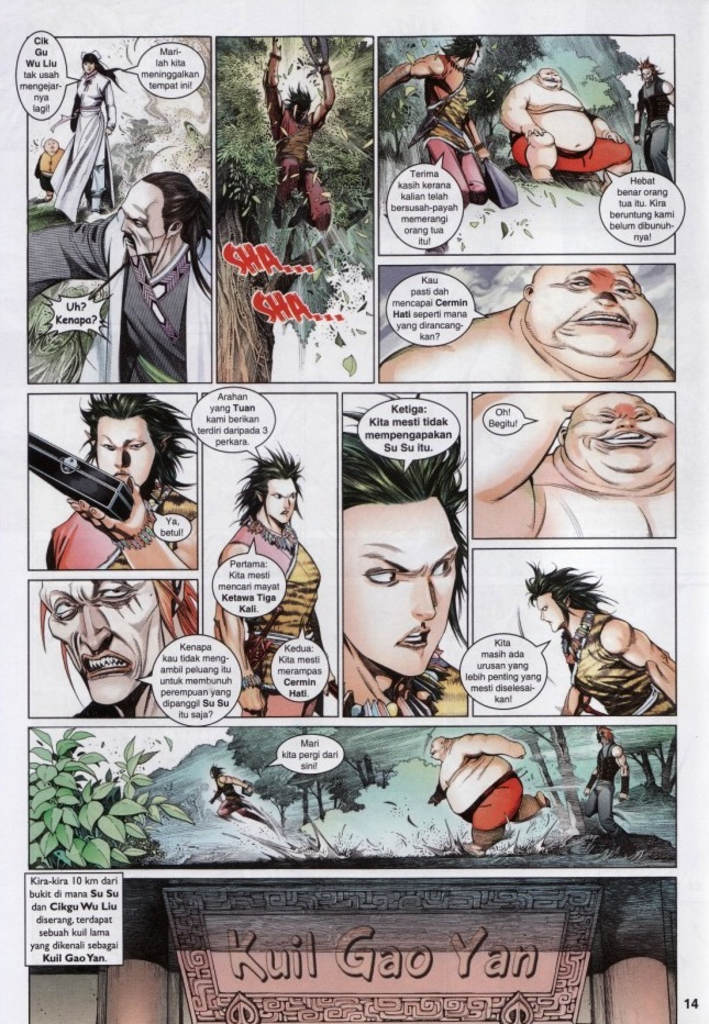 Cik
Gu
Wu Liu
tak usah
mengejar-
nya
lagi!
Mari-
lah kita
meninggalkan
tempat ini!
Uh?
Kenapa?
SHA...
SHA...
Terima
kasih kerana
kalian telah
bersusah-payah
memerangi
orang tua
itu!
Hebat
benar orang
tua itu. Kira
beruntung kami
belum dibunuh-
nya!
Kau
pasti dah
mencapai Cermin
Hati seperti mana
yang dirancang-
kan?
Ya,
betul!
Arahan
yang Tuan
kami berikan
terdiri daripada 3
perkara.
Pertama:
Kita mesti
mencari mayat
Ketawa Tiga
Kali.
Kedua:
Kita mesti
merampas
Cermin
Hati.
Ketiga:
Kita mesti tidak
mempengapakan
Su Su itu.
Oh!
Begitu!
Kenapa
kau tidak meng-
ambil peluang itu
untuk membunuh
perempuan yang
dipanggil Su Su
itu saja?
Kita
masih ada
urusan yang
lebih penting yang
mesti diselesai-
kan!
Mari
kita pergi dari
sini!
Kira-kira 10 km dari
bukit di mana Su Su
dan Cikgu Wu Liu
diserang, terdapat
sebuah kuil lama
yang dikenali sebagai
Kuil Gao Yan.
Kuil Gao Yan
14